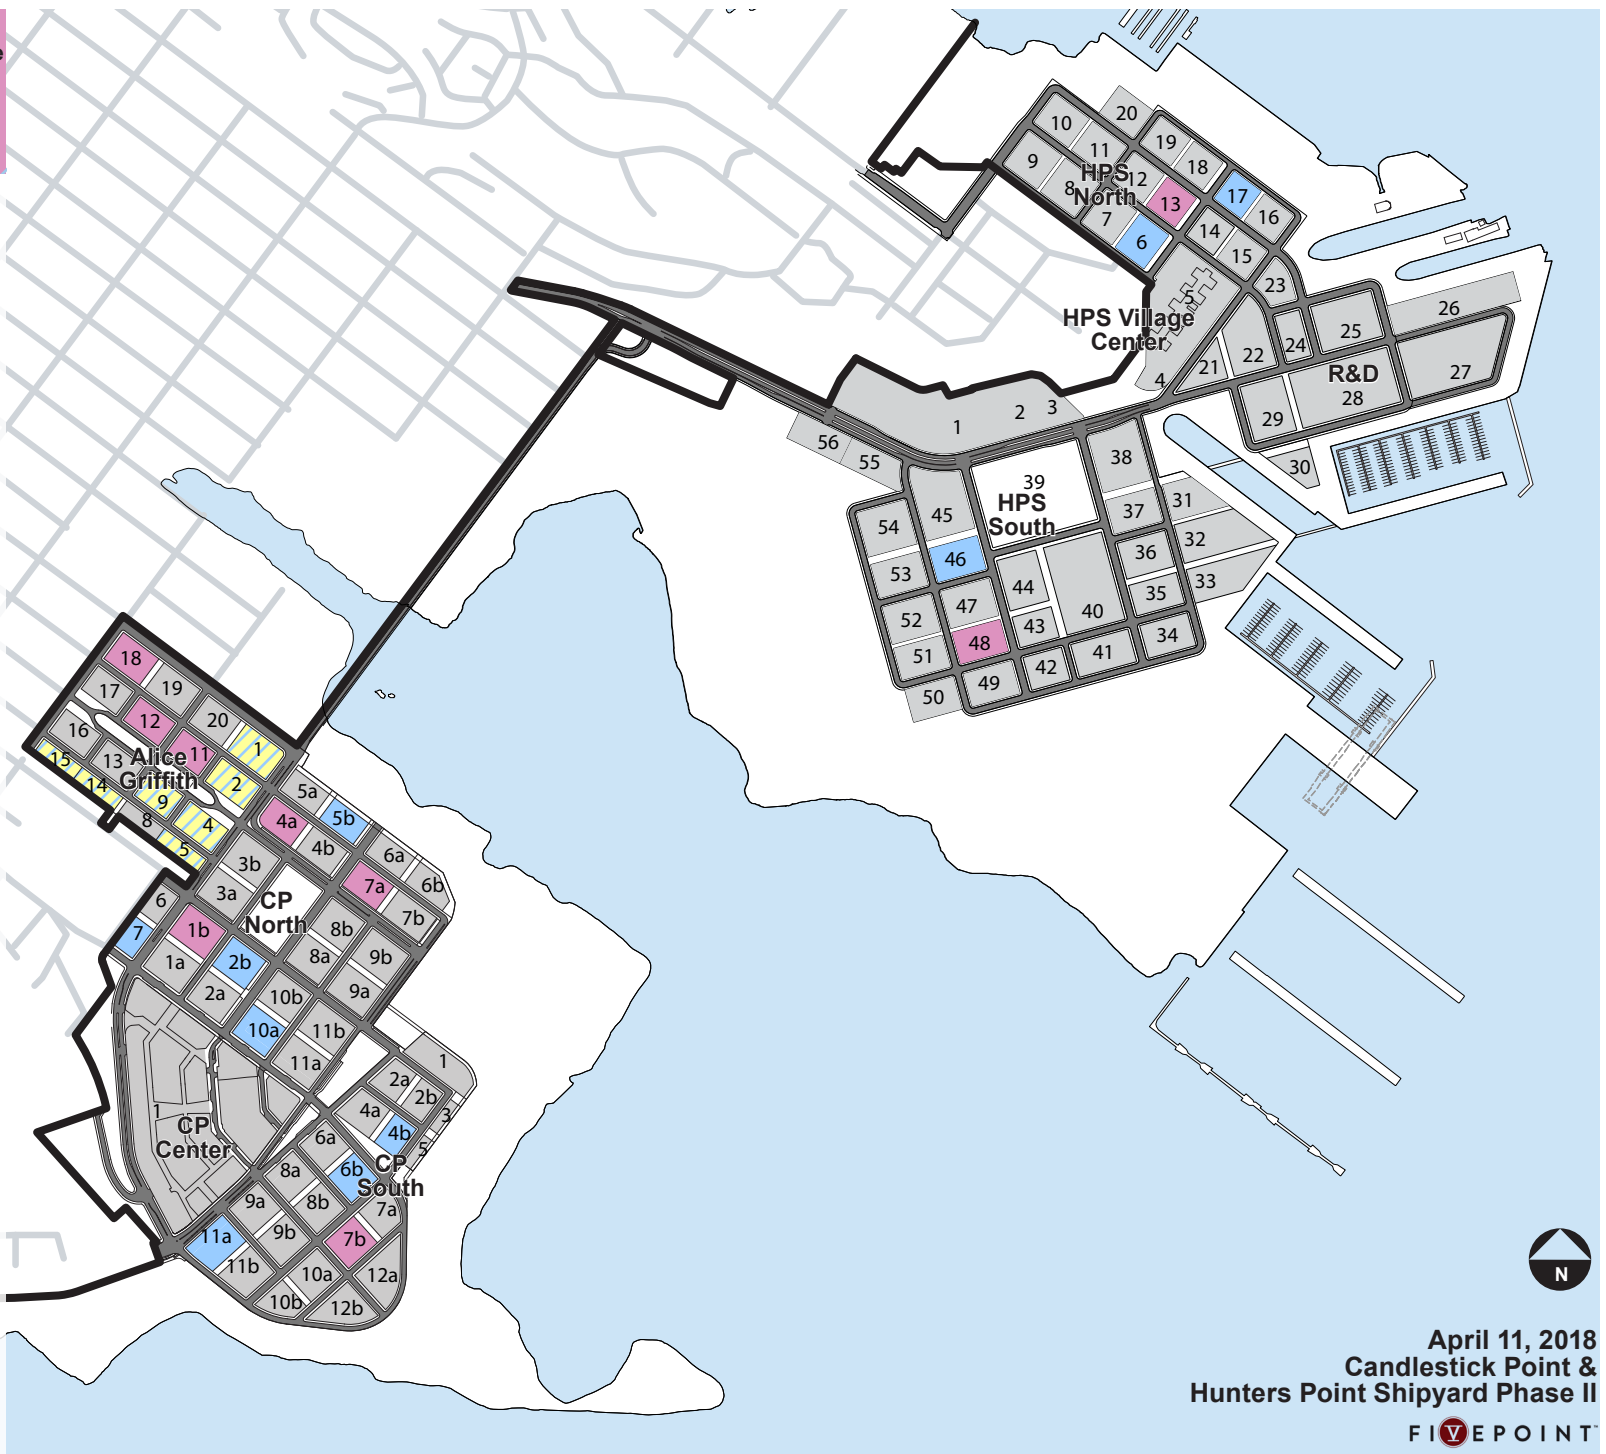 e
20
10
19
11
18
9
HPS
12
8
North
17
13
16
7
14
6
15
23
5
26
HPS Village
Center
25
24
22
21
R&D
27
4
28
3
2
29
1
56
38
55
30
39
31
HPS
South
37
45
54
32
36
46
53
33
44
35
47
40
52
43
34
48
51
41
42
49
50
18
19
17
20
12
16
1
11
Alice
Griffith
15
13
2
14
9
5a
4
8
4a
5b
5
4b
6a
3b
7a
6b
3a
CP
North
6
7b
1b
8b
7
2b
8a
9b
1a
2a
10b
9a
10a
11b
11a
1
2a
2b
4a
3
1
CP
Center
6a
4b
5
CP
South
8a
6b
9a
8b
7a
9b
11a
7b
11b
10a
12a
10b
12b
N
April 11, 2018
Candlestick Point &
Hunters Point Shipyard Phase II
FIVEPOINT